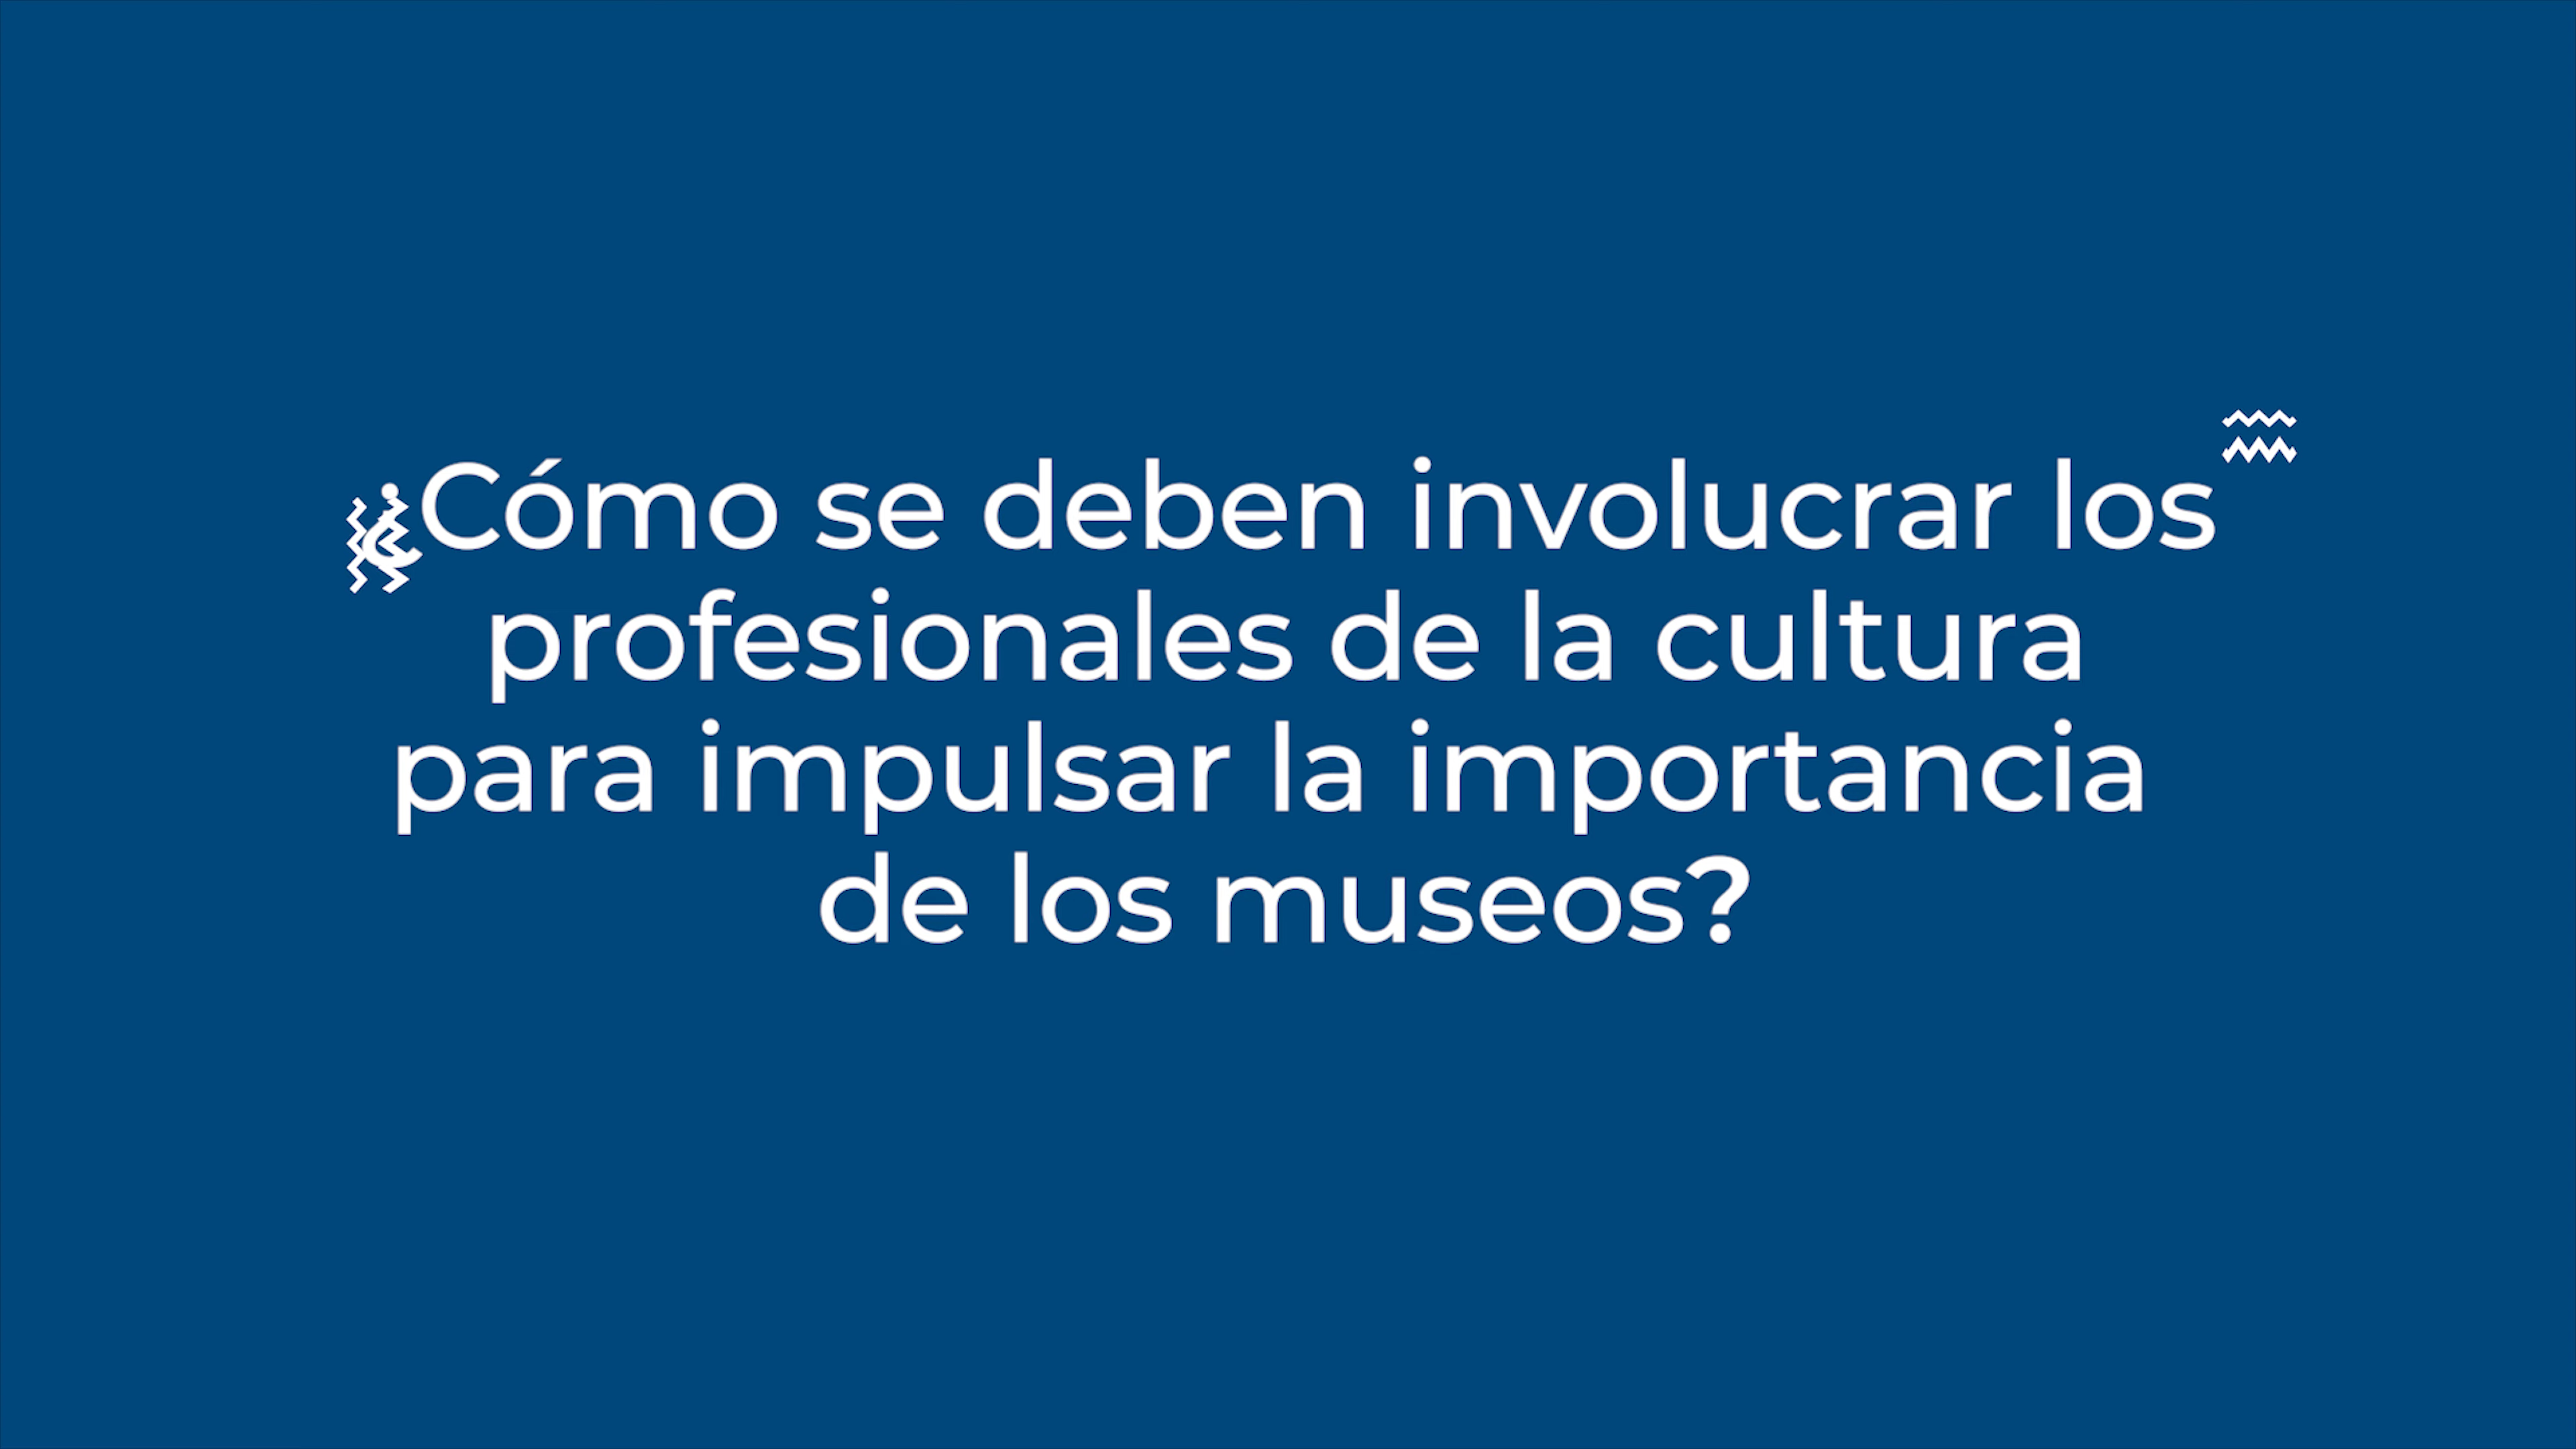 ¿Cómo se deben involucrar los
profesionales de la cultura
para impulsar la importancia
de los museos?